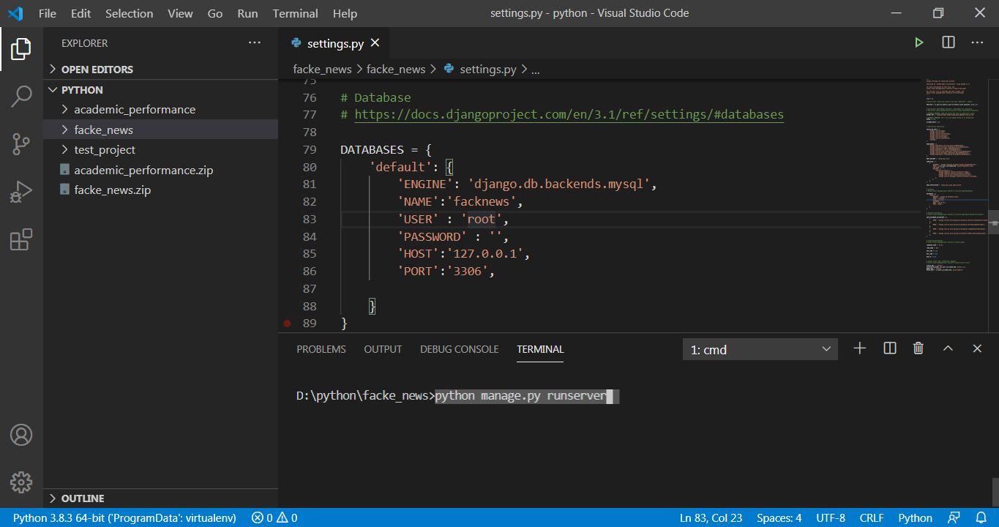 File Edit Selection View Go Run Terminal Help
settings.py - python - Visual Studio Code
EXPLORER
OPEN EDITORS
PYTHON
academic_performance
facke_news
test_project
academic_performance.zip
facke_news.zip
OUTLINE
settings.py
facke_news > facke_news > settings.py > ...
75
76 # Database
77 # https://docs.djangoproject.com/en/3.1/ref/settings/#databases
78
79 DATABASES = {
80 'default': {
81 'ENGINE': 'django.db.backends.mysql',
82 'NAME':'facknews',
83 'USER' : 'root',
84 'PASSWORD' : '',
85 'HOST':'127.0.0.1',
86 'PORT':'3306',
87
88 }
89 }
PROBLEMS OUTPUT DEBUG CONSOLE TERMINAL 1: cmd
D:\python\facke_news>python manage.py runserver
Python 3.8.3 64-bit ('ProgramData': virtualenv) 0 0 Ln 83, Col 23 Spaces: 4 UTF-8 CRLF Python